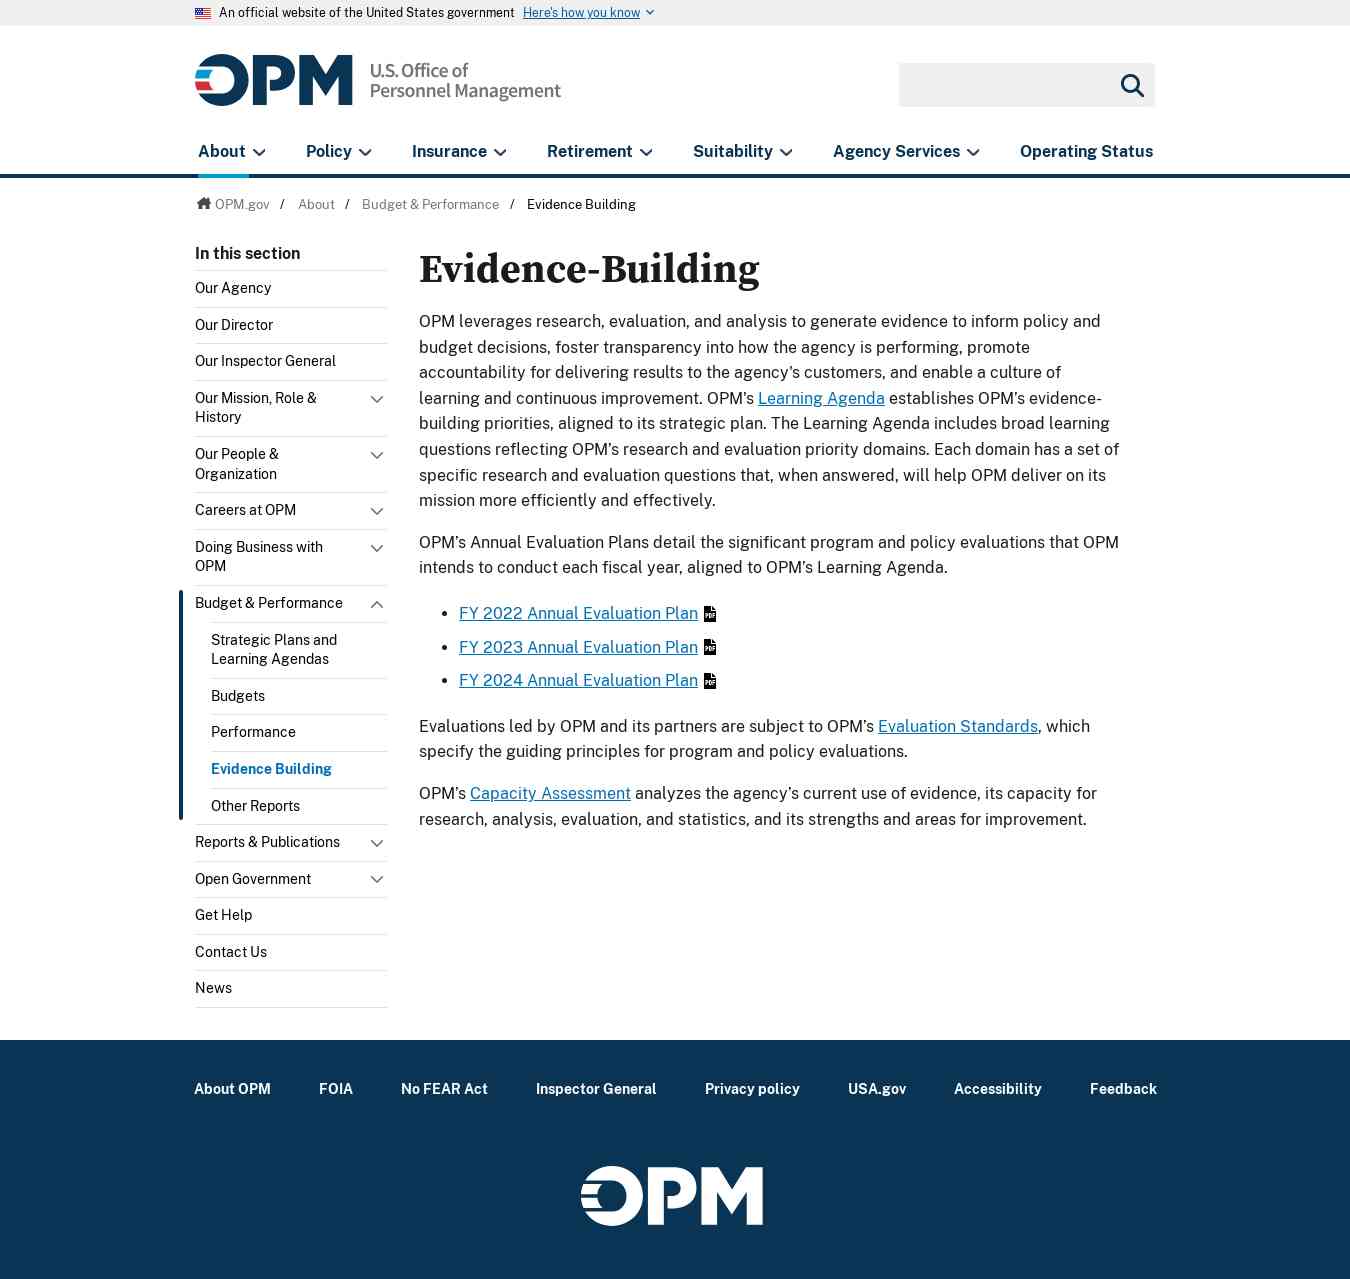 An official website of the United States government Here's how you know
OPM U.S. Office of
Personnel Management
About Policy Insurance Retirement Suitability Agency Services Operating Status
OPM.gov / About / Budget & Performance / Evidence Building
In this section
Our Agency
Our Director
Our Inspector General
Our Mission, Role &
History
Our People &
Organization
Careers at OPM
Doing Business with
OPM
Budget & Performance
Strategic Plans and
Learning Agendas
Budgets
Performance
Evidence Building
Other Reports
Reports & Publications
Open Government
Get Help
Contact Us
News
Evidence-Building
OPM leverages research, evaluation, and analysis to generate evidence to inform policy and
budget decisions, foster transparency into how the agency is performing, promote
accountability for delivering results to the agency's customers, and enable a culture of
learning and continuous improvement. OPM's Learning Agenda establishes OPM's evidence-
building priorities, aligned to its strategic plan. The Learning Agenda includes broad learning
questions reflecting OPM's research and evaluation priority domains. Each domain has a set of
specific research and evaluation questions that, when answered, will help OPM deliver on its
mission more efficiently and effectively.
OPM's Annual Evaluation Plans detail the significant program and policy evaluations that OPM
intends to conduct each fiscal year, aligned to OPM's Learning Agenda.
• FY 2022 Annual Evaluation Plan PDF
• FY 2023 Annual Evaluation Plan PDF
• FY 2024 Annual Evaluation Plan PDF
Evaluations led by OPM and its partners are subject to OPM's Evaluation Standards, which
specify the guiding principles for program and policy evaluations.
OPM's Capacity Assessment analyzes the agency's current use of evidence, its capacity for
research, analysis, evaluation, and statistics, and its strengths and areas for improvement.
About OPM FOIA No FEAR Act Inspector General Privacy policy USA.gov Accessibility Feedback
OPM